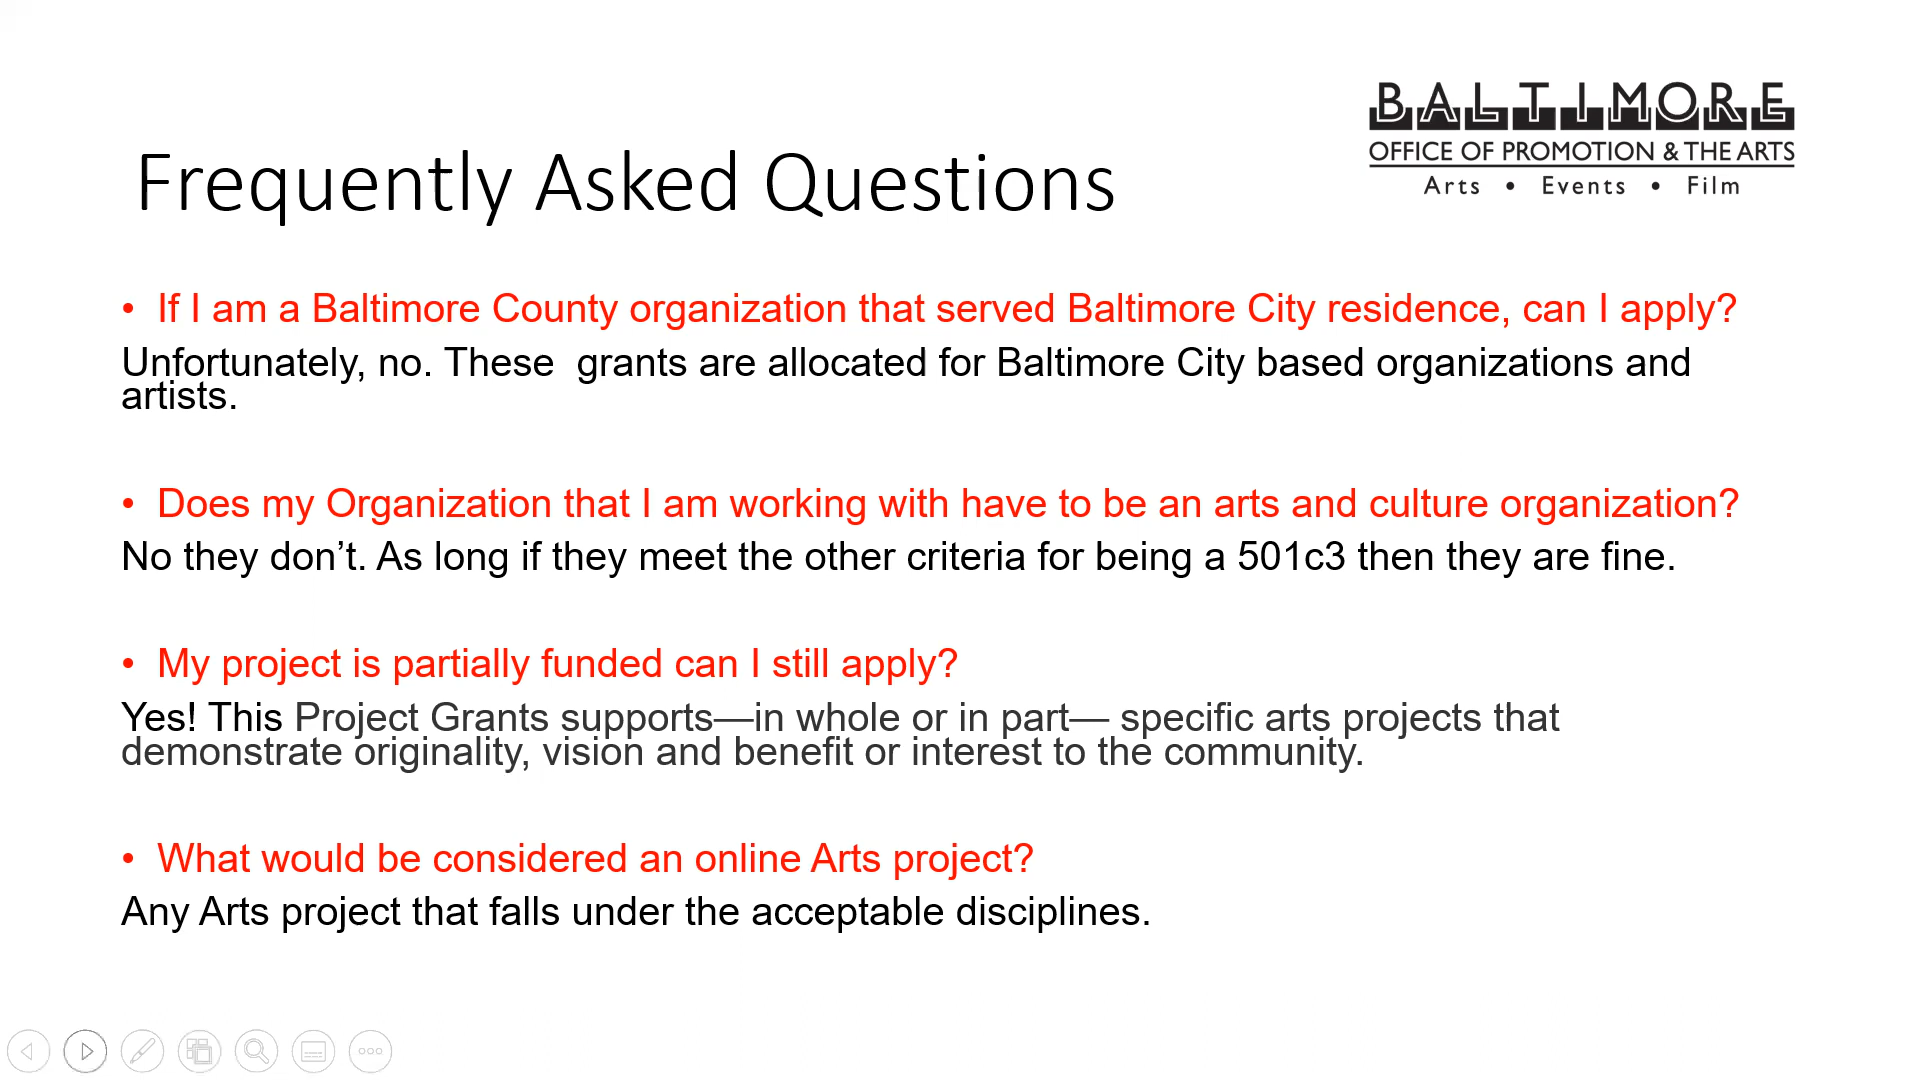 BALTIMORE
OFFICE OF PROMOTION & THE ARTS
Arts • Events • Film
Frequently Asked Questions
• If I am a Baltimore County organization that served Baltimore City residence, can I apply?
Unfortunately, no. These  grants are allocated for Baltimore City based organizations and
artists.
• Does my Organization that I am working with have to be an arts and culture organization?
No they don’t. As long if they meet the other criteria for being a 501c3 then they are fine.
• My project is partially funded can I still apply?
Yes! This Project Grants supports—in whole or in part— specific arts projects that
demonstrate originality, vision and benefit or interest to the community.
• What would be considered an online Arts project?
Any Arts project that falls under the acceptable disciplines.